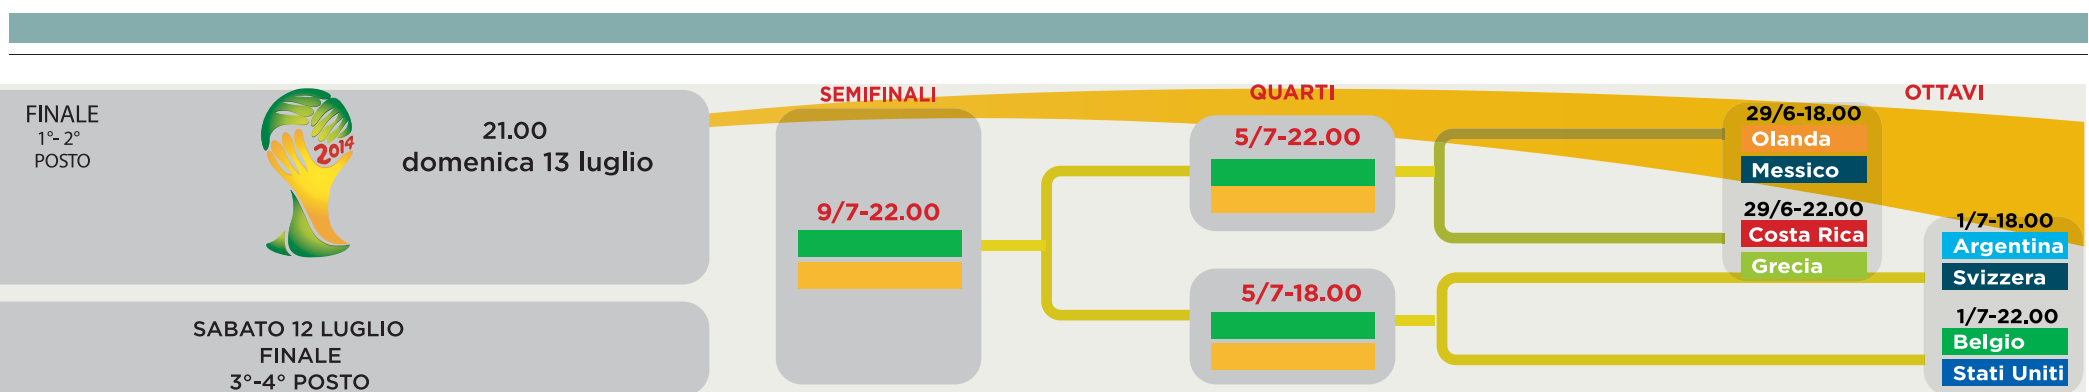 FINALE
1°- 2°
POSTO
2014
21.00
domenica 13 luglio
SABATO 12 LUGLIO
FINALE
3°-4° POSTO
SEMIFINALI
9/7-22.00
QUARTI
5/7-22.00
5/7-18.00
OTTAVI
29/6-18.00
Olanda
Messico
29/6-22.00
Costa Rica
Grecia
1/7-18.00
Argentina
Svizzera
1/7-22.00
Belgio
Stati Uniti